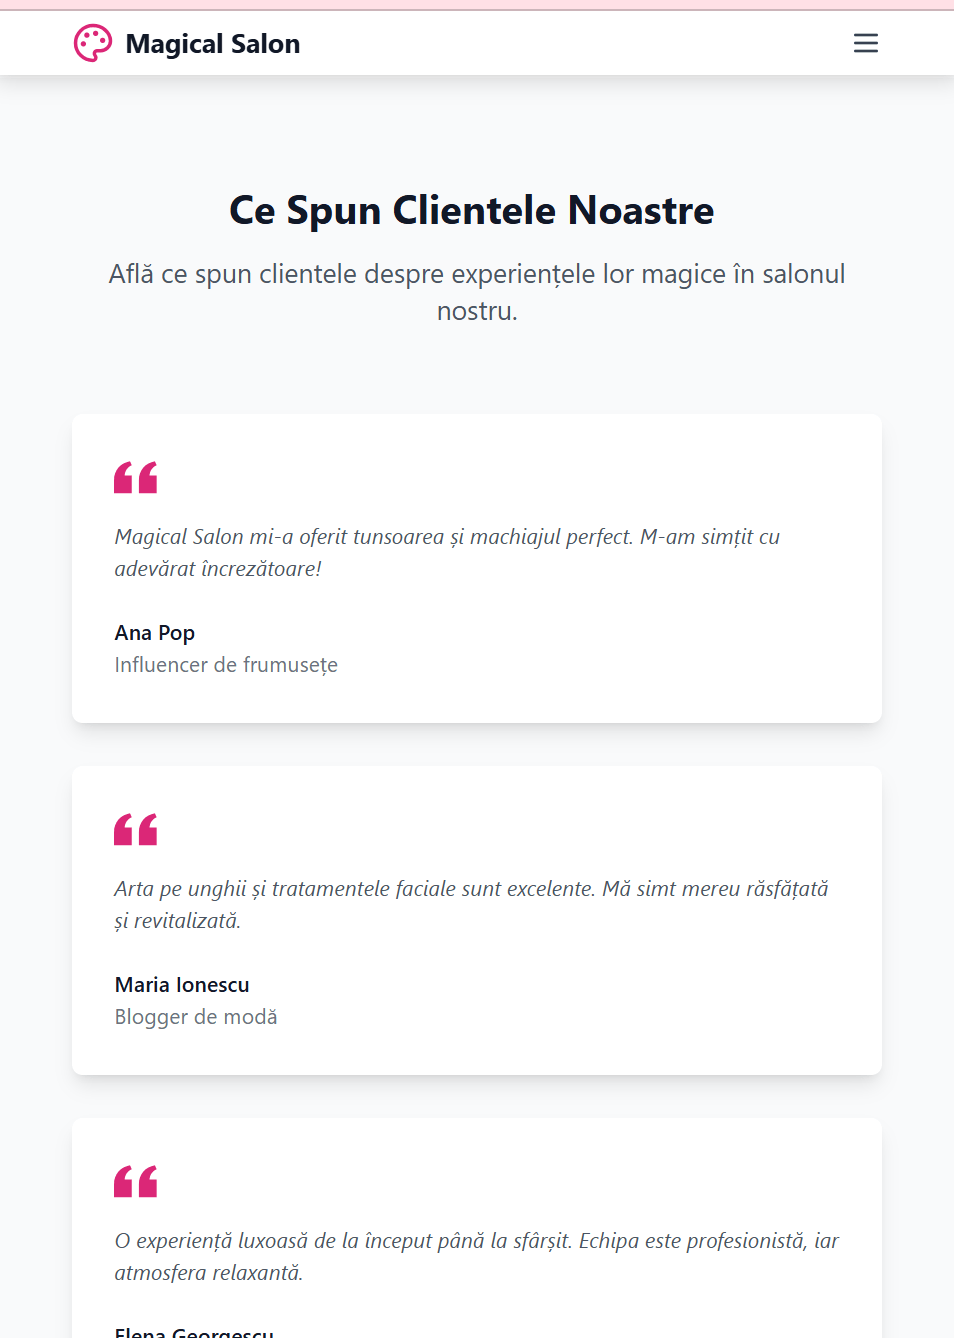 Magical Salon
Ce Spun Clientele Noastre
Află ce spun clientele despre experiențele lor magice în salonul
nostru.
Magical Salon mi-a oferit tunsoarea și machiajul perfect. M-am simțit cu
adevărat încrezătoare!
Ana Pop
Influencer de frumusețe
Arta pe unghii și tratamentele faciale sunt excelente. Mă simt mereu răsfățată
și revitalizată.
Maria Ionescu
Blogger de modă
O experiență luxoasă de la început până la sfârșit. Echipa este profesionistă, iar
atmosfera relaxantă.
Elena Georgescu